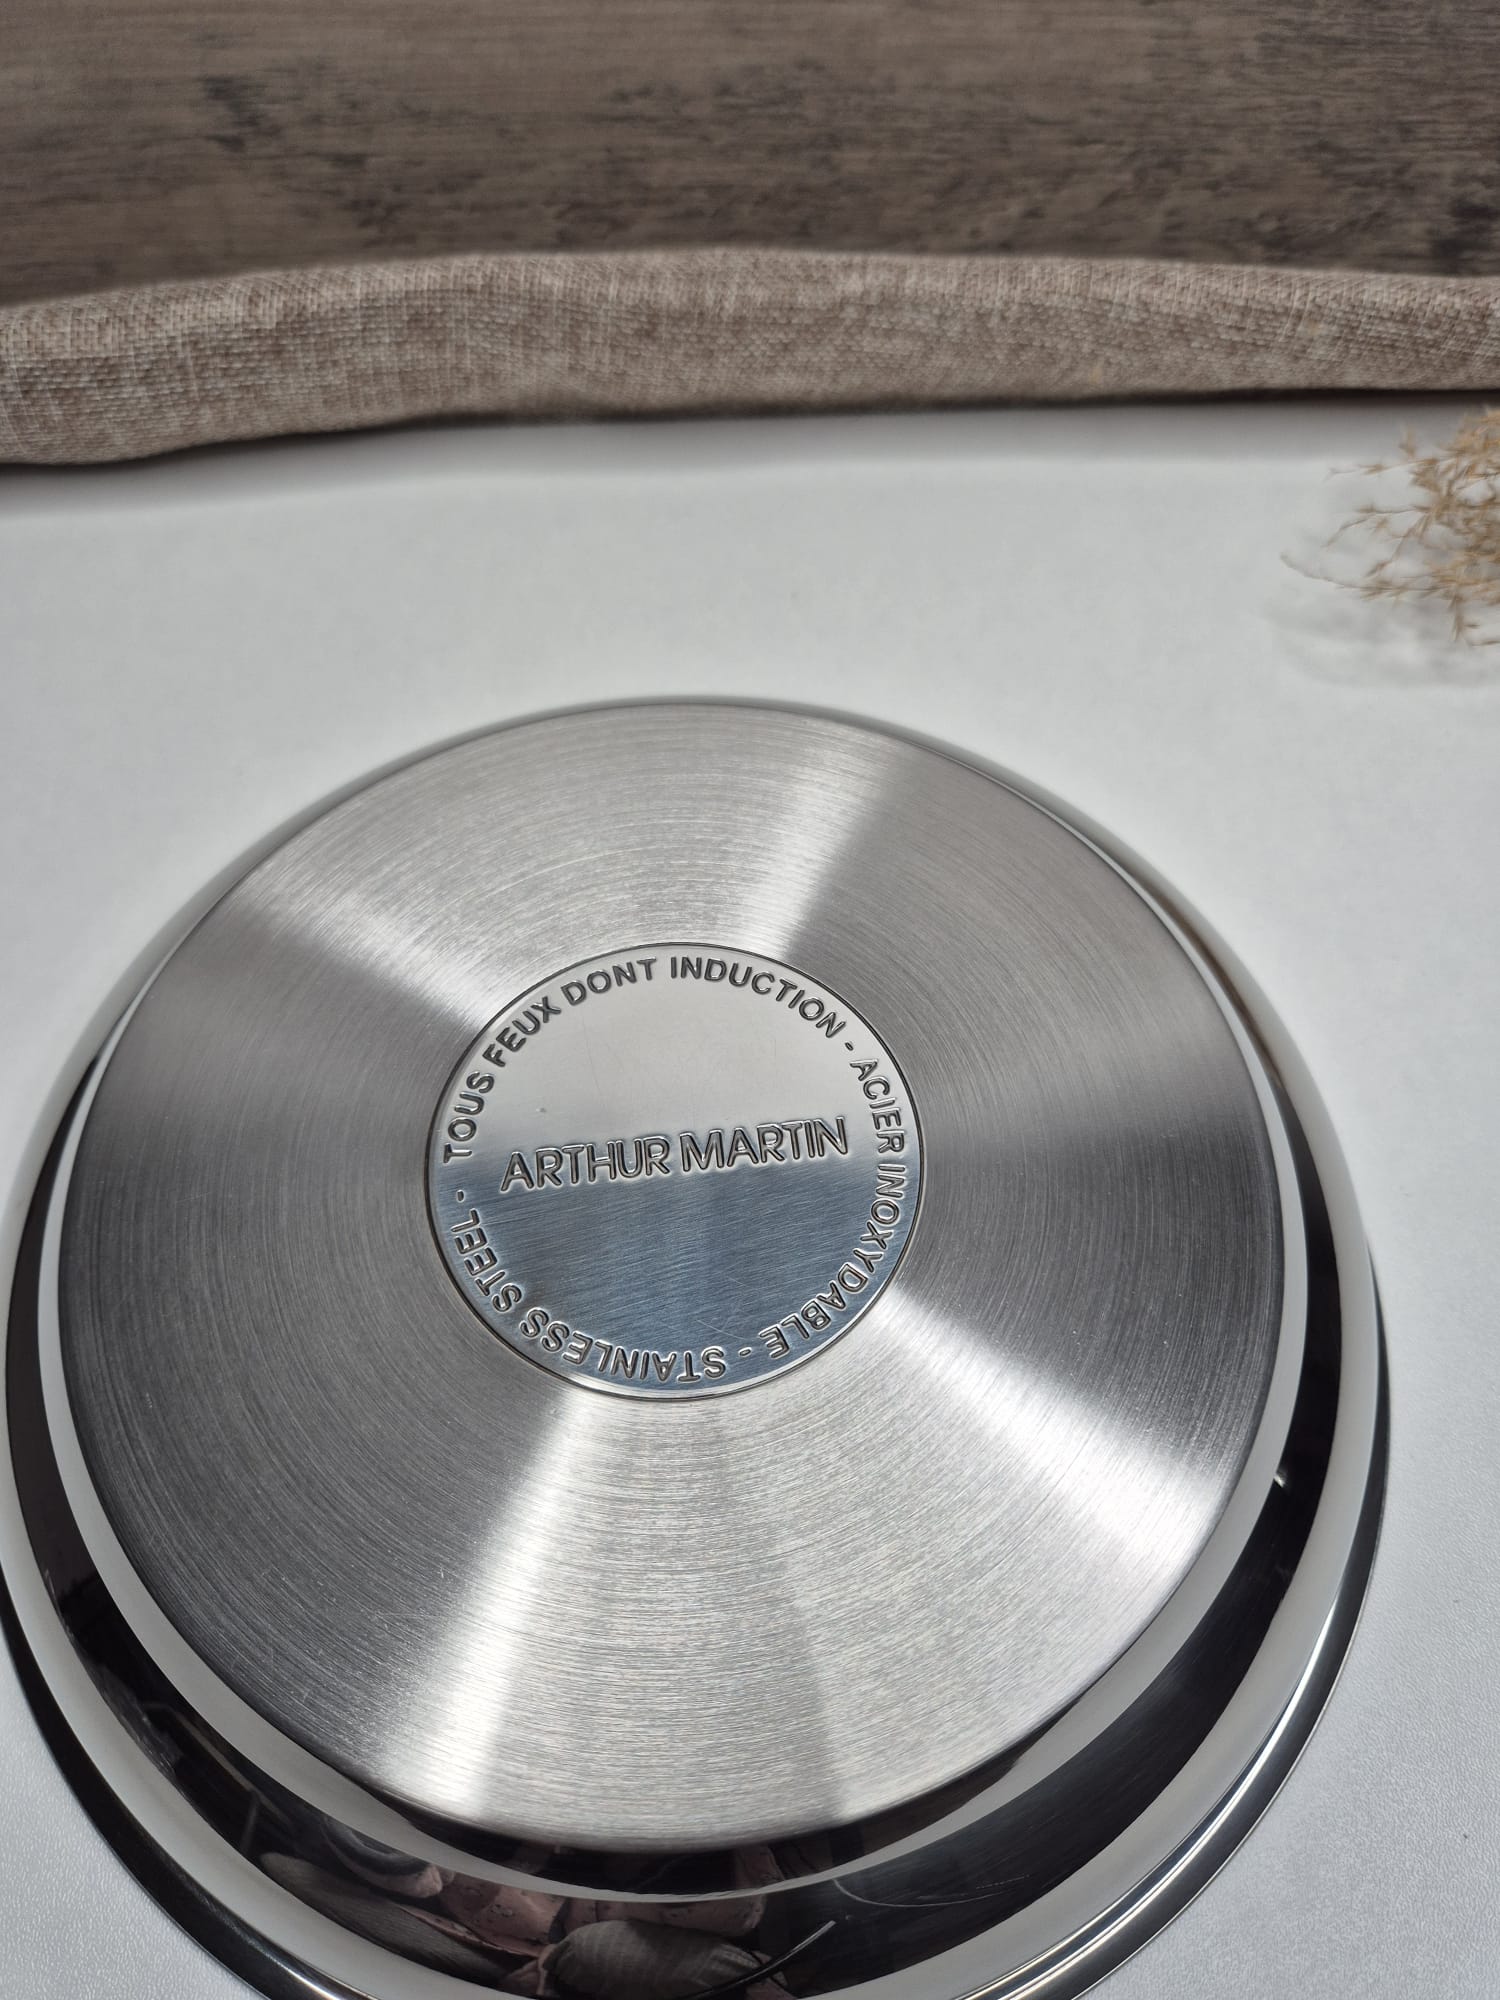 TOUS FEUX DONT INDUCTION - ACIER INOXYDABLE - STAINLESS STEEL -
ARTHUR MARTIN